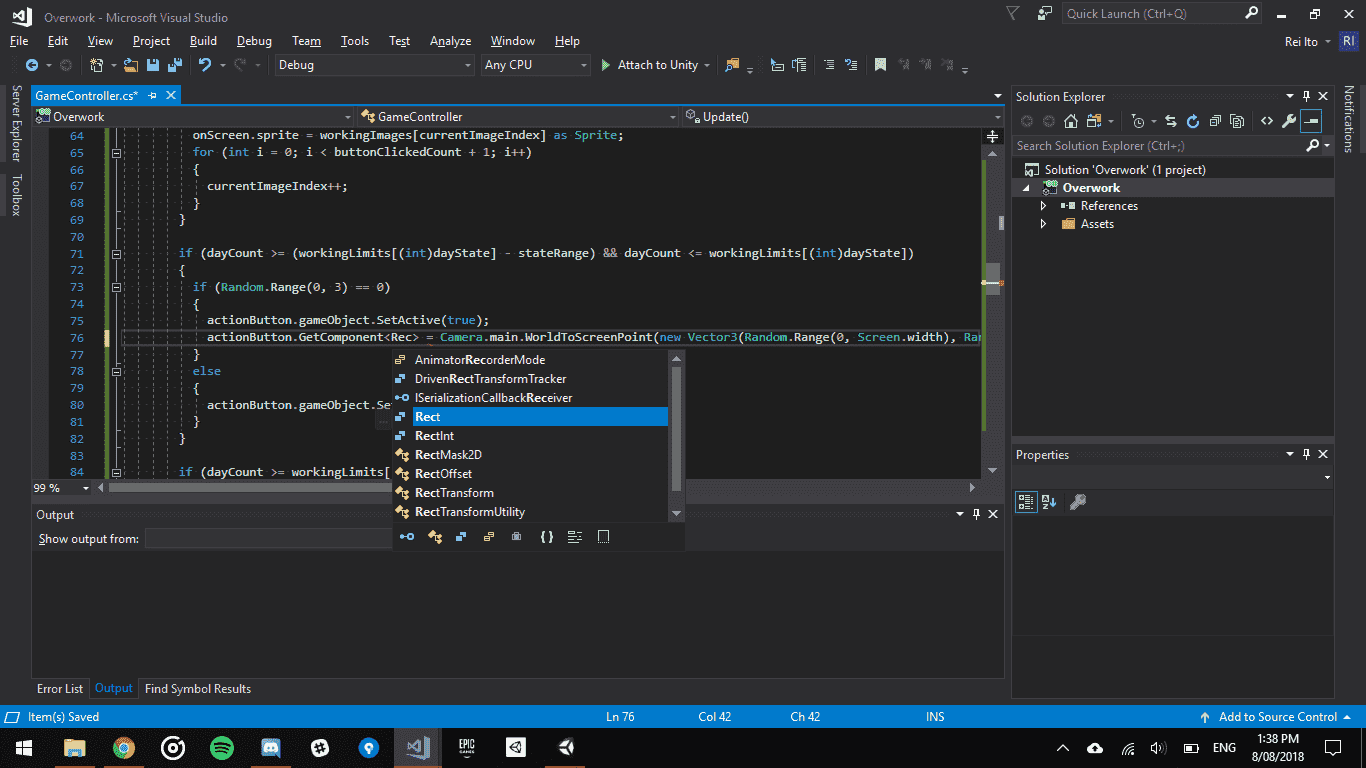 Overwork - Microsoft Visual Studio
Quick Launch (Ctrl+Q)
File Edit View Project Build Debug Team Tools Test Analyze Window Help
Rei Ito RI
Debug Any CPU Attach to Unity
Server Explorer
Toolbox
GameController.cs*
Overwork GameController Update()
64 onScreen.sprite = workingImages[currentImageIndex] as Sprite;
65 for (int i = 0; i < buttonClickedCount + 1; i++)
66 {
67 currentImageIndex++;
68 }
69 }
70
71 if (dayCount >= (workingLimits[(int)dayState] - stateRange) && dayCount <= workingLimits[(int)dayState])
72 {
73 if (Random.Range(0, 3) == 0)
74 {
75 actionButton.gameObject.SetActive(true);
76 actionButton.GetComponent<Rec> = Camera.main.WorldToScreenPoint(new Vector3(Random.Range(0, Screen.width), Ran
77 }
78 else
79 {
80 actionButton.gameObject.Se
81 }
82 }
83
84 if (dayCount >= workingLimits[
AnimatorRecorderMode
DrivenRectTransformTracker
ISerializationCallbackReceiver
Rect
RectInt
RectMask2D
RectOffset
RectTransform
RectTransformUtility
99 %
Output
Show output from:
Error List Output Find Symbol Results
Solution Explorer
Search Solution Explorer (Ctrl+;)
Solution 'Overwork' (1 project)
Overwork
References
Assets
Properties
Notifications
Item(s) Saved Ln 76 Col 42 Ch 42 INS Add to Source Control
EPIC GAMES
ENG
1:38 PM
8/08/2018